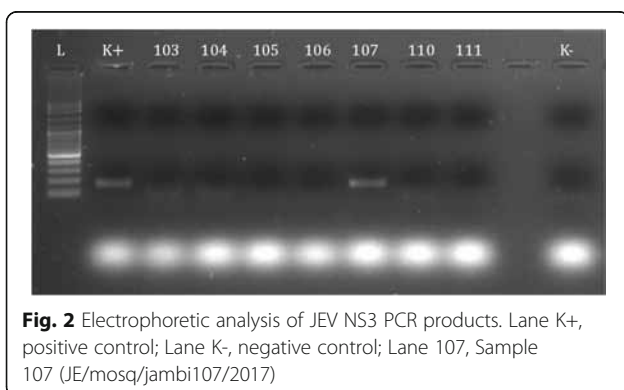 L K+ 103 104 105 106 107 110 111 K-
Fig. 2 Electrophoretic analysis of JEV NS3 PCR products. Lane K+,
positive control; Lane K-, negative control; Lane 107, Sample
107 (JE/mosq/jambi107/2017)